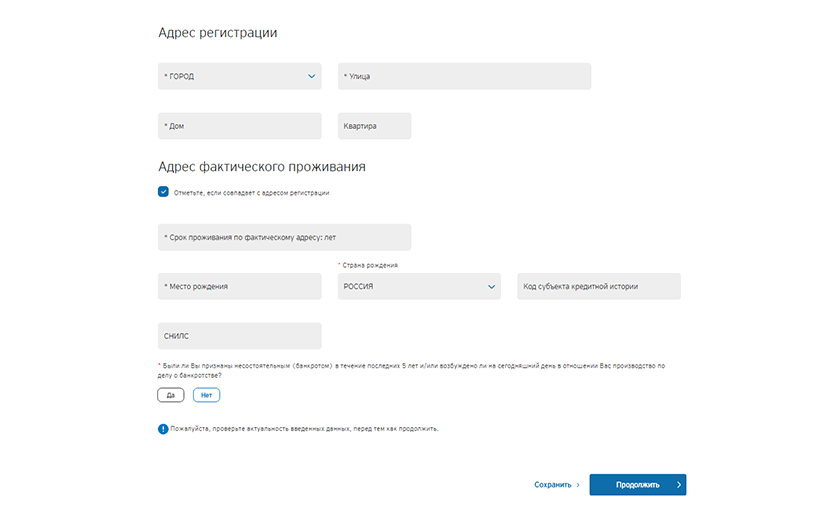 Адрес регистрации
* ГОРОД
* Улица
* Дом
Квартира
Адрес фактического проживания
Отметьте, если совпадает с адресом регистрации
* Срок проживания по фактическому адресу: лет
* Страна рождения
* Место рождения
РОССИЯ
Код субъекта кредитной истории
СНИЛС
* Были ли Вы признаны несостоятельным (банкротом) в течение последних 5 лет и/или возбуждено ли на сегодняшний день в отношении Вас производство по
делу о банкротстве?
Да
Нет
Пожалуйста, проверьте актуальность введенных данных, перед тем как продолжить.
Сохранить
Продолжить